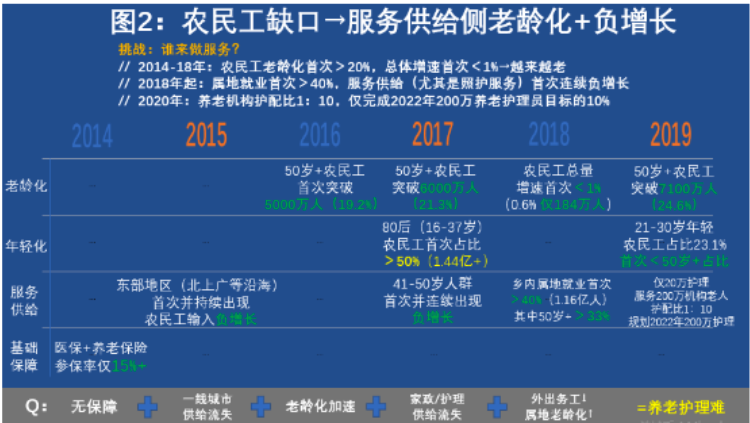 图2：农民工缺口→服务供给侧老龄化+负增长
挑战：谁来做服务?
// 2014-18年：农民工老龄化首次＞20%，总体增速首次＜1%→越来越老
// 2018年起：属地就业首次＞40%，服务供给（尤其是照护服务）首次连续负增长
// 2020年：养老机构护配比1：10，仅完成2022年200万养老护理员目标的10%
2014 2015 2016 2017 2018 2019
老龄化
50岁+农民工
首次突破
5000万人（19.2%）
50岁+农民工
突破6000万人
（21.3%）
农民工总量
增速首次＜1%
(0.6% 仅184万人)
50岁+农民工
突破7100万人
（24.6%）
年轻化
80后（16-37岁）
农民工首次占比
＞50%（1.44亿+）
21-30岁年轻
农民工占比23.1%
首次＜50岁+占比
服务
供给
东部地区（北上广等沿海）
首次并持续出现
农民工输入负增长
41-50岁人群
首次并连续出现
负增长
乡内属地就业首次
＞40%（1.16亿人）
其中50岁+＞33%
仅20万护理
服务200万机构老人
护配比1：10
规划2022年200万护理
基础
保障
医保+养老保险
参保率仅15%+
Q： 无保障 + 一线城市
供给流失 + 老龄化加速 + 家政/护理
供给流失 + 外出务工↓
属地老龄化↑ =养老护理难